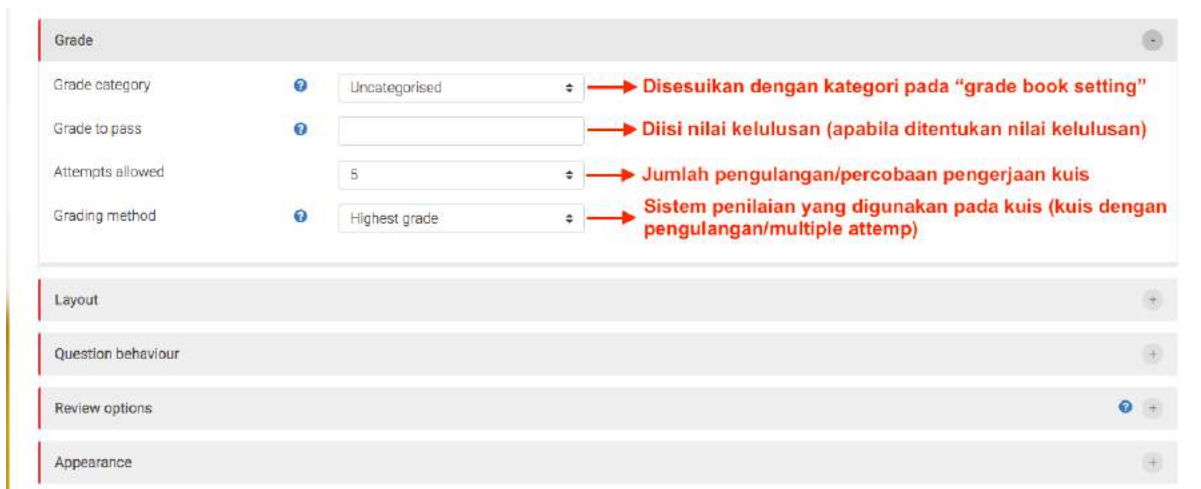 Grade
Grade category
Uncategorised
Disesuikan dengan kategori pada “grade book setting”
Grade to pass
Diisi nilai kelulusan (apabila ditentukan nilai kelulusan)
Attempts allowed
5
Jumlah pengulangan/percobaan pengerjaan kuis
Grading method
Highest grade
Sistem penilaian yang digunakan pada kuis (kuis dengan
pengulangan/multiple attemp)
Layout
Question behaviour
Review options
Appearance